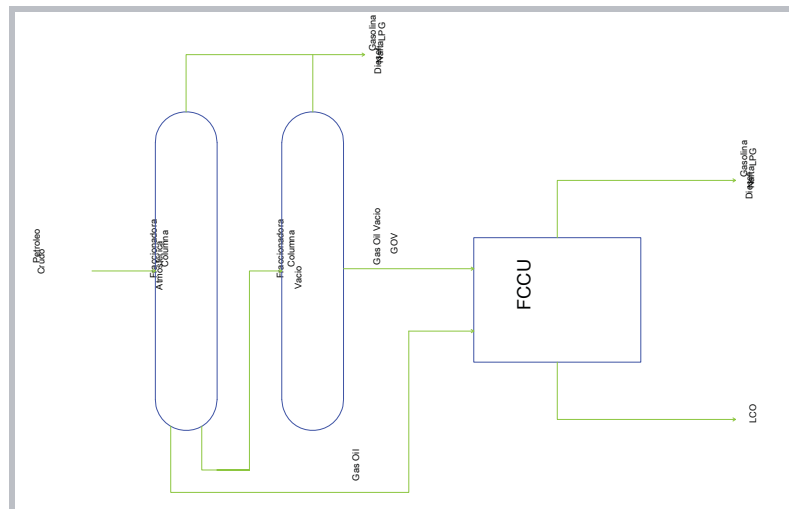 Petroleo
Crudo
Columna
Fraccionadora
Atmosferica
Columna
Fraccionadora
Vacio
Gasolina
Nafta
LPG
Diesel
Gas Oil Vacio
GOV
Gas Oil
FCCU
Gasolina
Nafta
LPG
Diesel
LCO